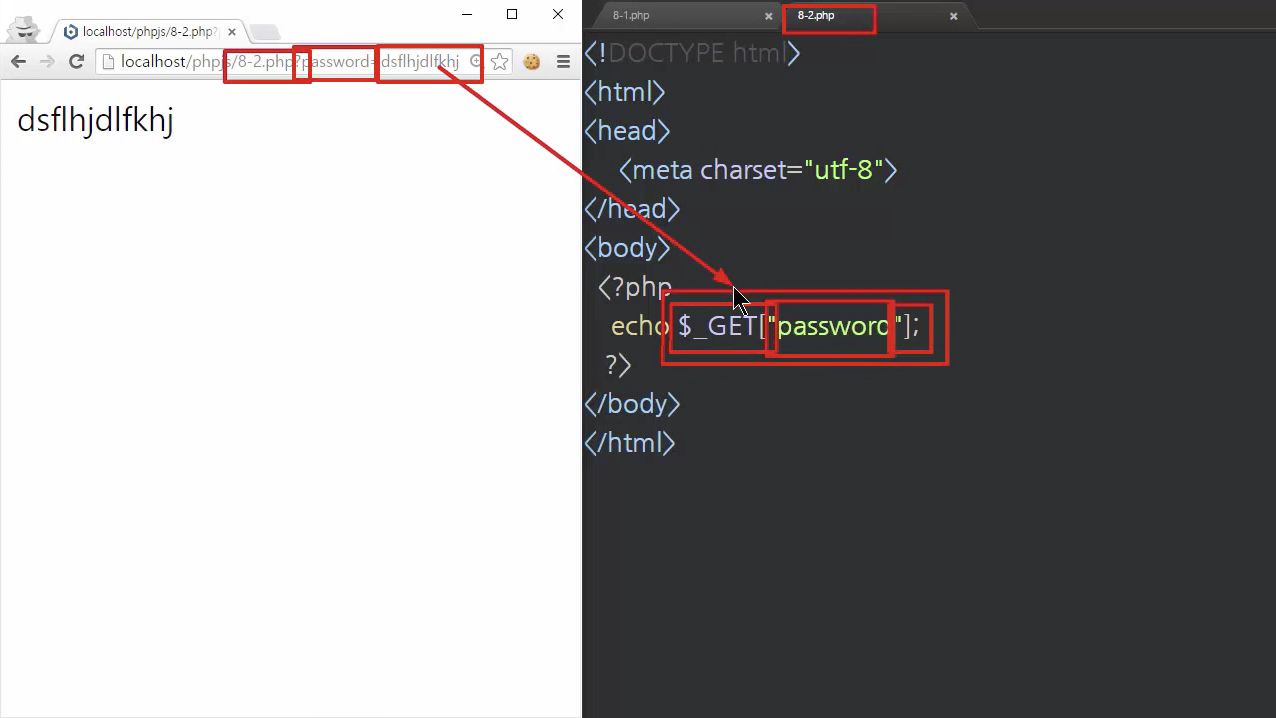 localhost/phpjs/8-2.php?
localhost/phpjs/8-2.php?password=dsflhjdlfkhj
dsflhjdlfkhj
8-1.php
8-2.php
<!DOCTYPE html>
<html>
<head>
<meta charset="utf-8">
</head>
<body>
<?php
echo $_GET["password"];
?>
</body>
</html>